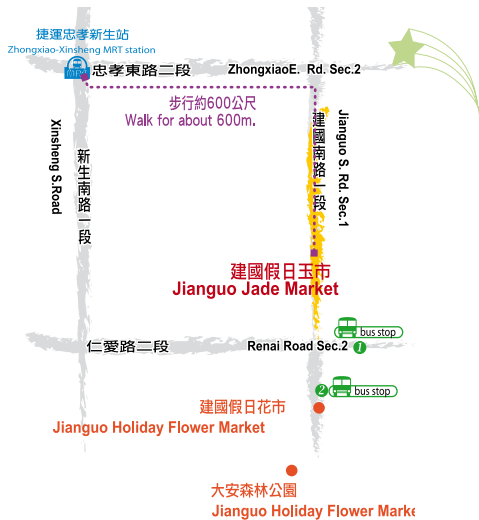 捷運忠孝新生站
Zhongxiao-Xinsheng MRT station
MRT
忠孝東路二段
ZhongxiaoE. Rd. Sec.2
步行約600公尺
Walk for about 600m.
Xinsheng S.Road
新生南路一段
建國南路一段
Jianguo S. Rd. Sec.1
建國假日玉市
Jianguo Jade Market
bus stop
仁愛路二段
Renai Road Sec.2
1
2
bus stop
建國假日花市
Jianguo Holiday Flower Market
大安森林公園
Jianguo Holiday Flower Marke